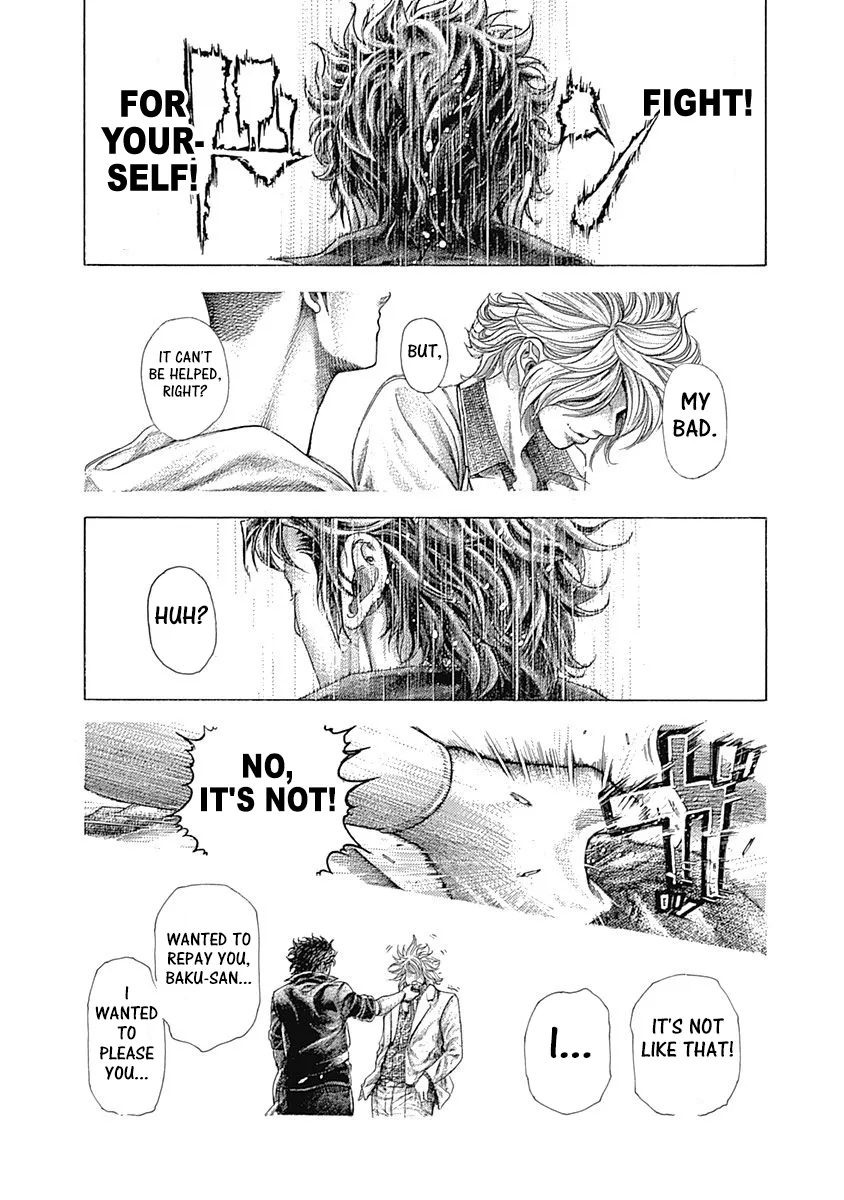 FIGHT!
FOR
YOUR-
SELF!
MY
BAD.
BUT,
IT CAN'T
BE HELPED,
RIGHT?
HUH?
NO,
IT'S NOT!
IT'S NOT
LIKE THAT!
I...
WANTED TO
REPAY YOU,
BAKU-SAN...
I
WANTED
TO
PLEASE
YOU...